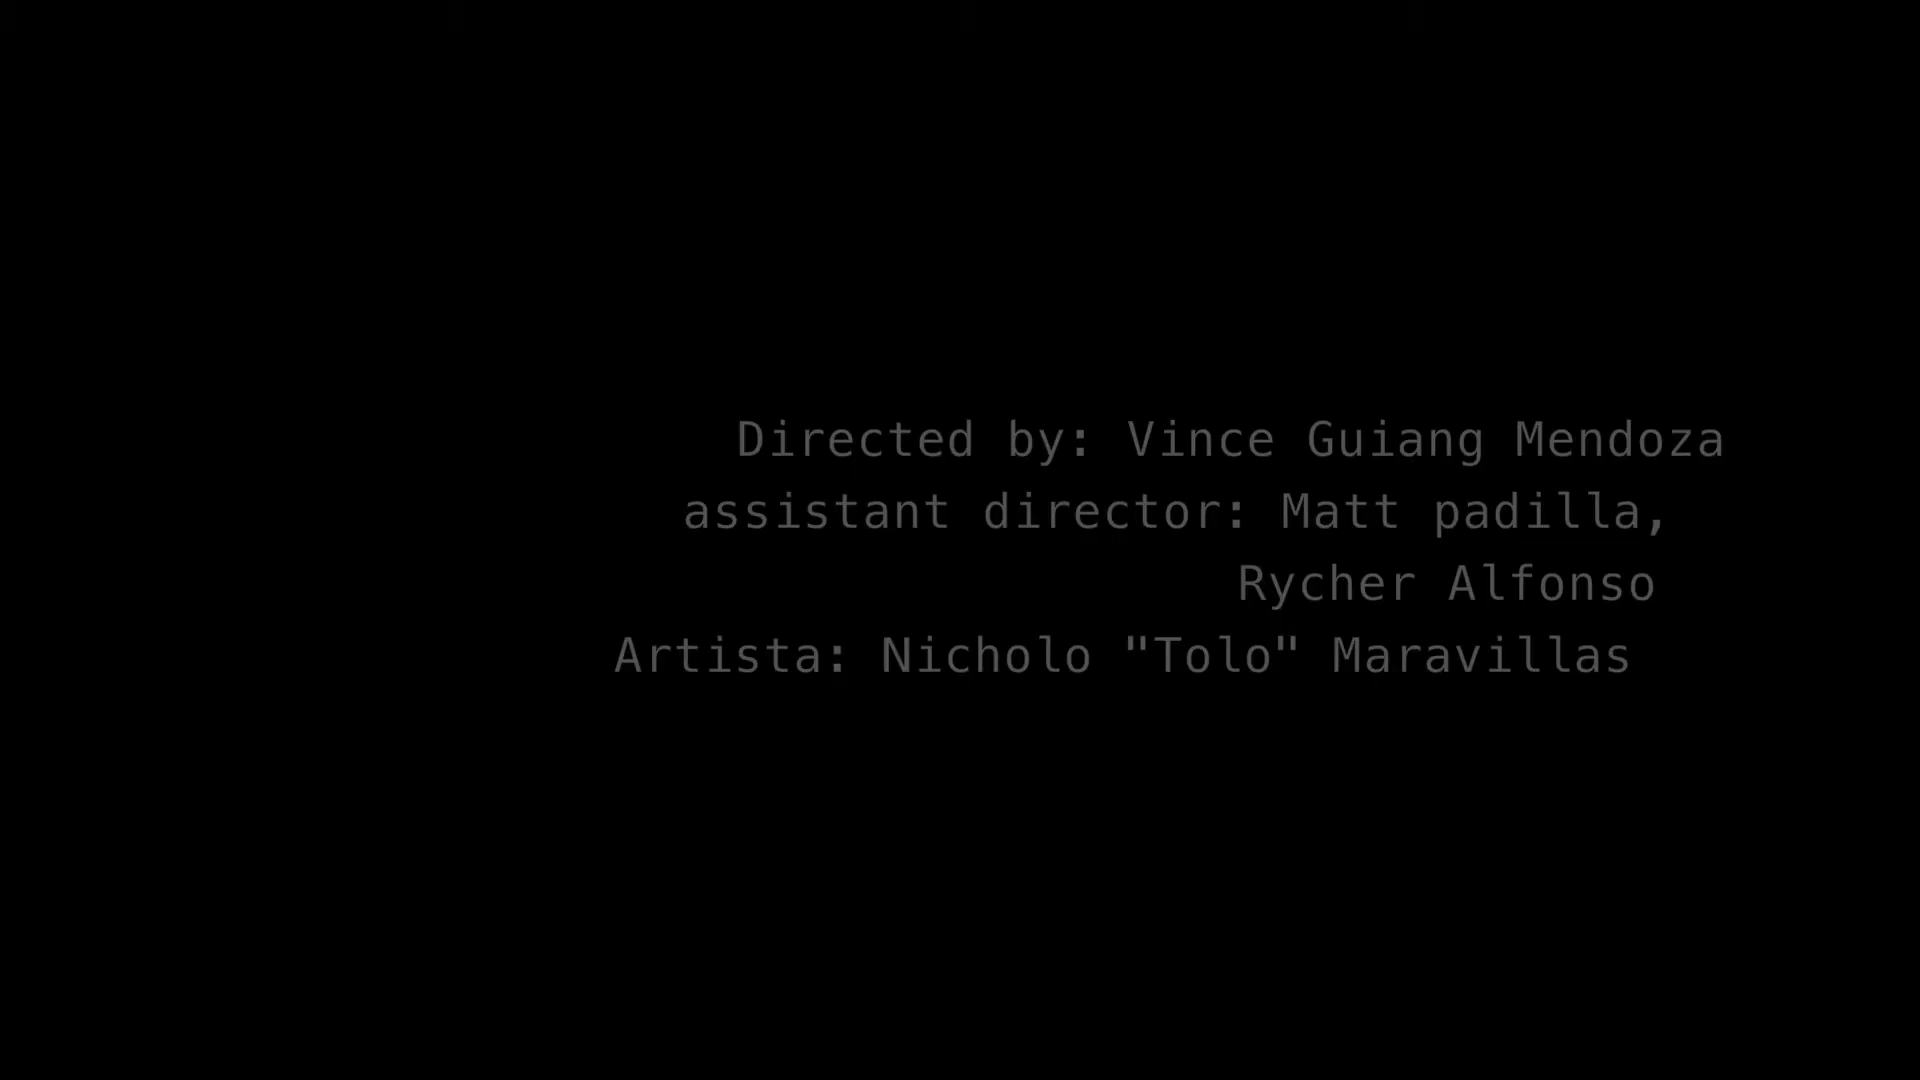 Directed by: Vince Guiang Mendoza
assistant director: Matt padilla,
Rycher Alfonso
Artista: Nicholo "Tolo" Maravillas